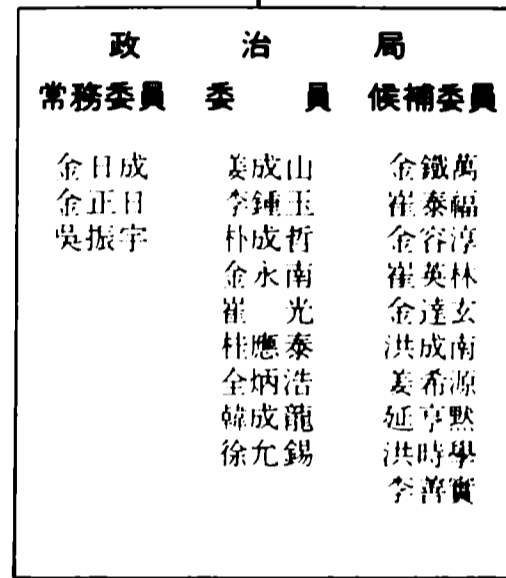 政治局
常務委員
金日成
金正日
吳振宇
委員
姜成山
李鍾玉
朴成哲
金永南
崔光
桂應泰
全炳浩
韓成龍
徐允錫
候補委員
金鐵萬
崔泰福
金容淳
崔英林
金達玄
洪成南
姜希源
延亨默
洪時學
李善實